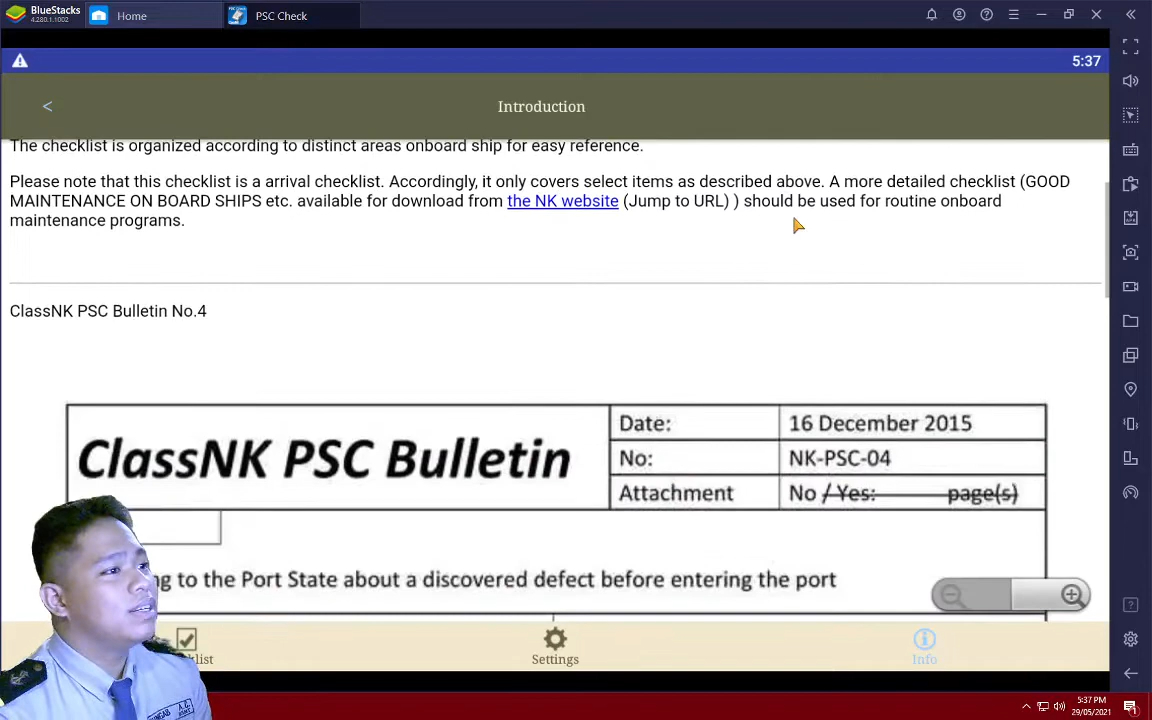 BlueStacks
4.280.1.1002
Home
PSC Check
5:37
<
Introduction
The checklist is organized according to distinct areas onboard ship for easy reference.
Please note that this checklist is a arrival checklist. Accordingly, it only covers select items as described above. A more detailed checklist (GOOD
MAINTENANCE ON BOARD SHIPS etc. available for download from the NK website (Jump to URL) ) should be used for routine onboard
maintenance programs.
ClassNK PSC Bulletin No.4
ClassNK PSC Bulletin
Date: 16 December 2015
No: NK-PSC-04
Attachment No / Yes: page(s)
to the Port State about a discovered defect before entering the port
Settings
Info
5:37 PM
29/05/2021